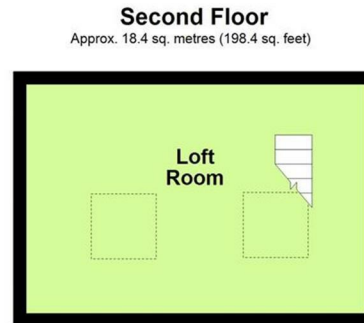 Second Floor
Approx. 18.4 sq. metres (198.4 sq. feet)
Loft
Room